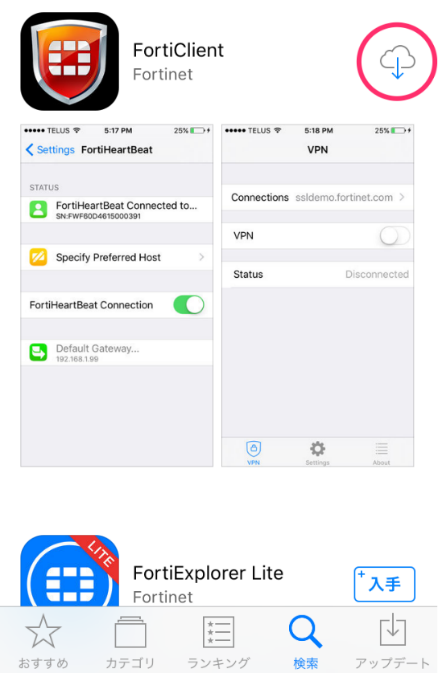 FortiClient
Fortinet
TELUS 5:17 PM 25%
Settings FortiHeartBeat
STATUS
FortiHeartBeat Connected to...
SN:FWF60D4615000391
Specify Preferred Host
FortiHeartBeat Connection
Default Gateway...
192.168.1.99
TELUS 5:18 PM 25%
VPN
Connections ssldemo.fortinet.com
VPN
Status Disconnected
VPN Settings About
LITE
FortiExplorer Lite
Fortinet
+入手
おすすめ カテゴリ ランキング 検索 アップデート